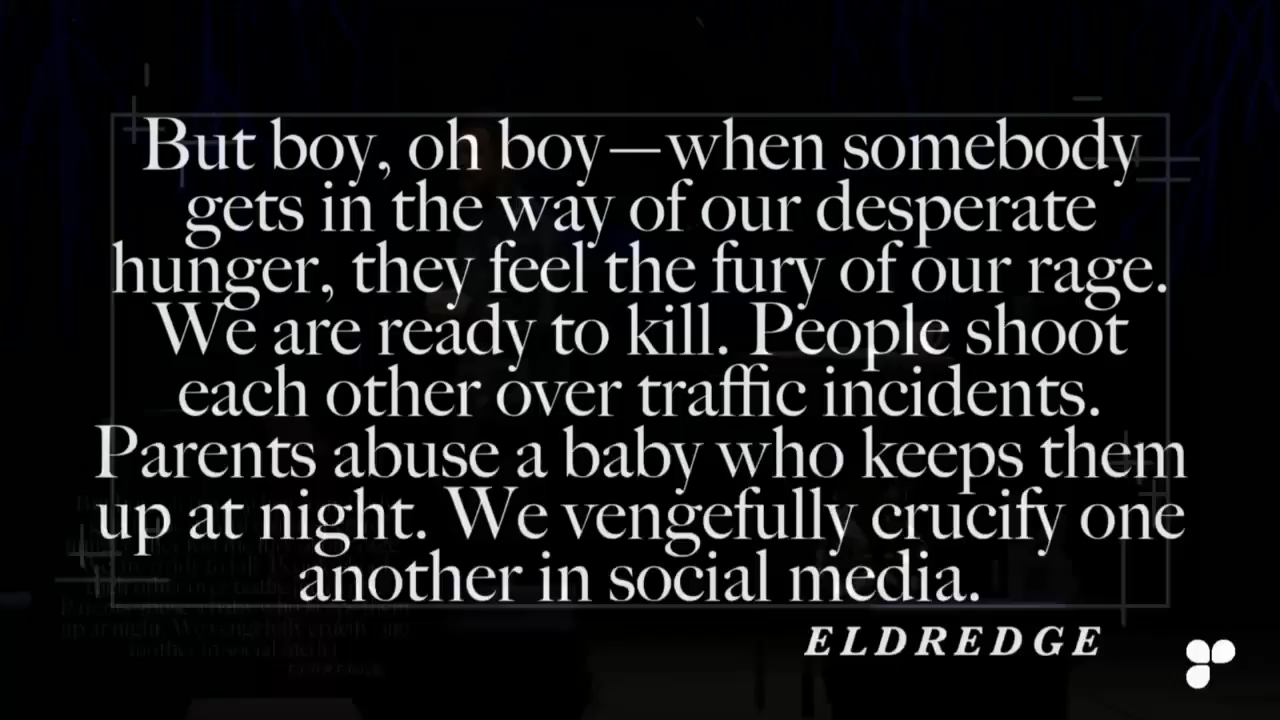 But boy, oh boy—when somebody
gets in the way of our desperate
hunger, they feel the fury of our rage.
We are ready to kill. People shoot
each other over traffic incidents.
Parents abuse a baby who keeps them
up at night. We vengefully crucify one
another in social media.
ELDREDGE